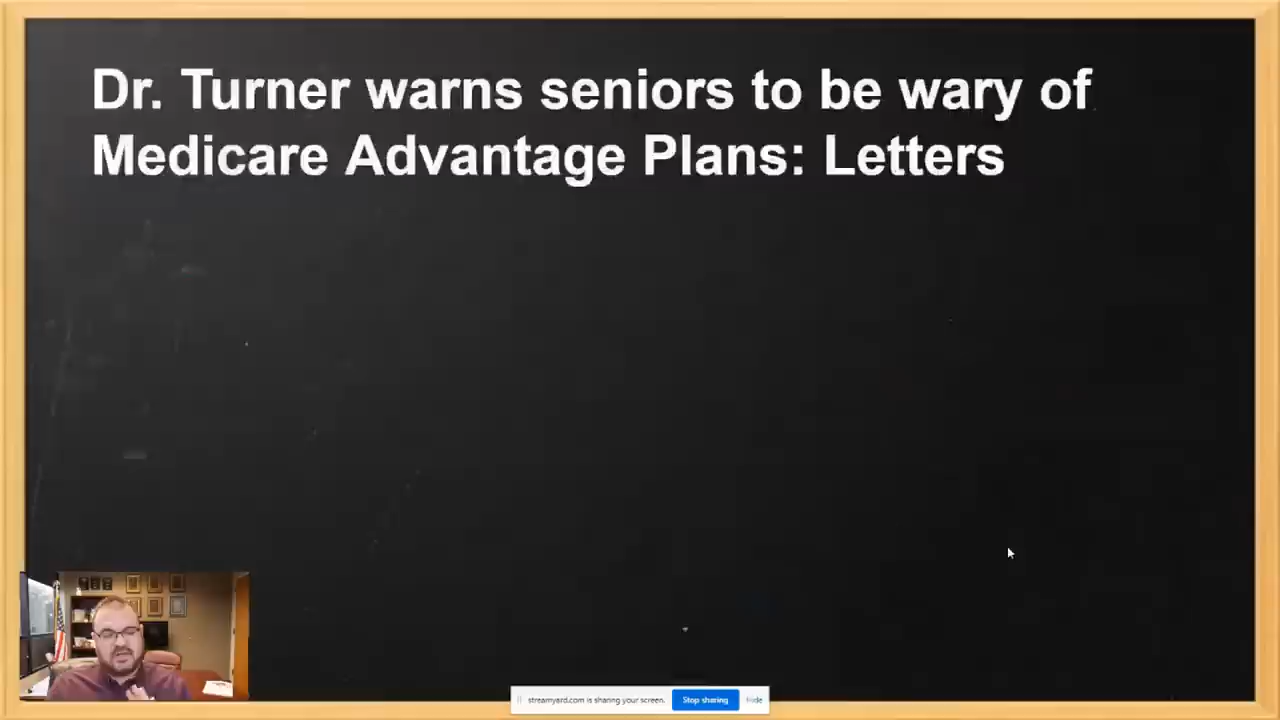 Dr. Turner warns seniors to be wary of
Medicare Advantage Plans: Letters
streamyard.com is sharing your screen.
Stop sharing
Hide